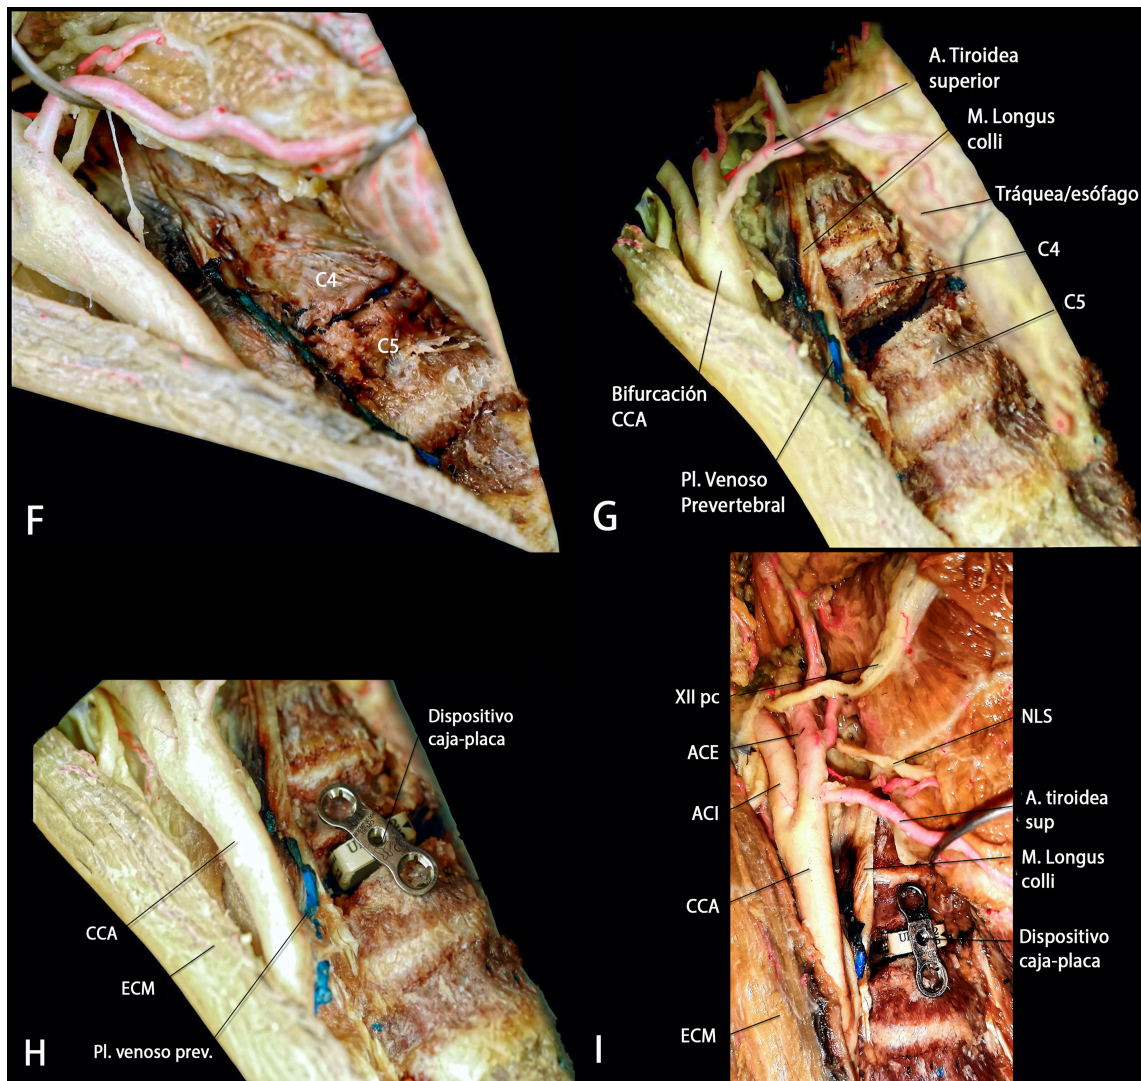 C4
C5
F
A. Tiroidea
superior
M. Longus
colli
Tráquea/esófago
C4
C5
Bifurcación
CCA
Pl. Venoso
Prevertebral
G
Dispositivo
caja-placa
CCA
ECM
Pl. venoso prev.
H
XII pc
NLS
ACE
ACI
A. tiroidea
sup
M. Longus
colli
CCA
Dispositivo
caja-placa
ECM
I